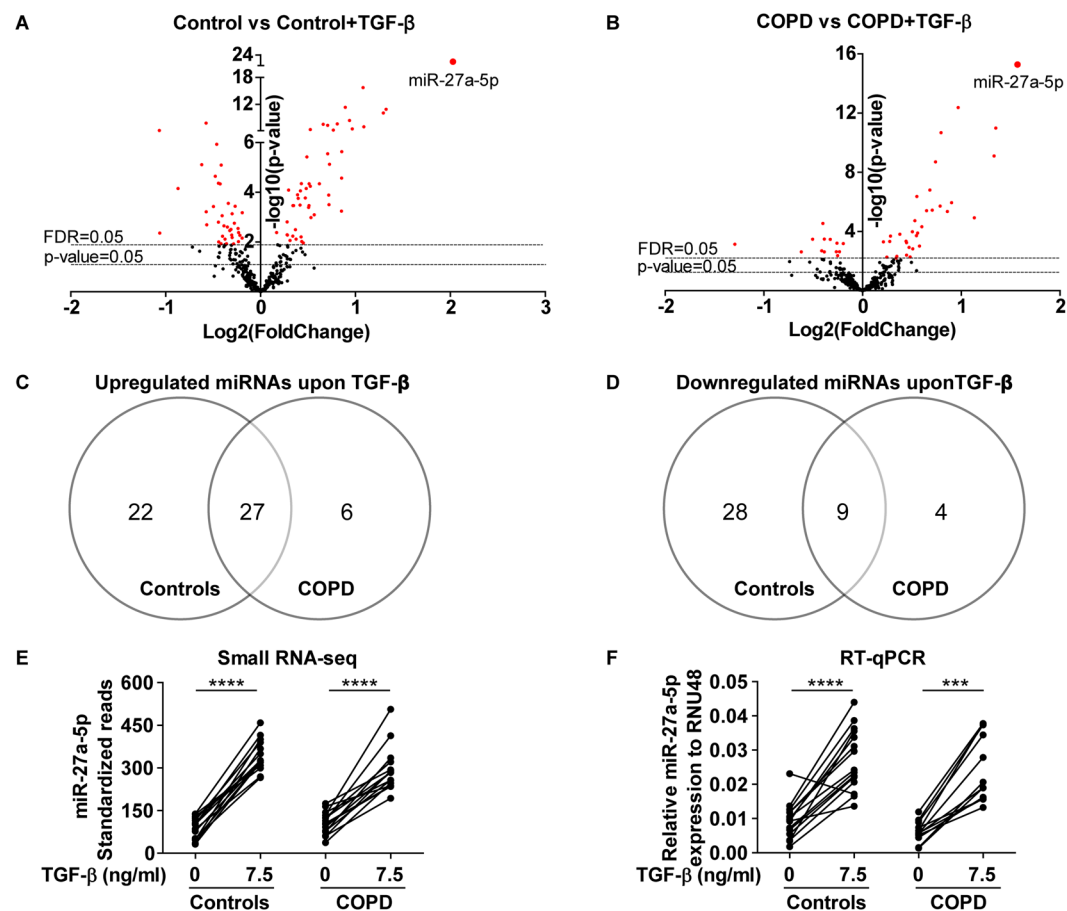 A
Control vs Control+TGF-β
24
18
12
6
4
2
-log10(p-value)
miR-27a-5p
FDR=0.05
p-value=0.05
-2
-1
0
1
2
3
Log2(FoldChange)
B
COPD vs COPD+TGF-β
16
12
8
4
-log10(p-value)
miR-27a-5p
FDR=0.05
p-value=0.05
-2
-1
0
1
2
Log2(FoldChange)
C
Upregulated miRNAs upon TGF-β
22
27
6
Controls
COPD
D
Downregulated miRNAs uponTGF-β
28
9
4
Controls
COPD
E
Small RNA-seq
miR-27a-5p
Standardized reads
600
450
300
150
0
****
****
TGF-β (ng/ml)
0
7.5
0
7.5
Controls
COPD
F
RT-qPCR
Relative miR-27a-5p
expression to RNU48
0.05
0.04
0.03
0.02
0.01
0.00
****
***
TGF-β (ng/ml)
0
7.5
0
7.5
Controls
COPD